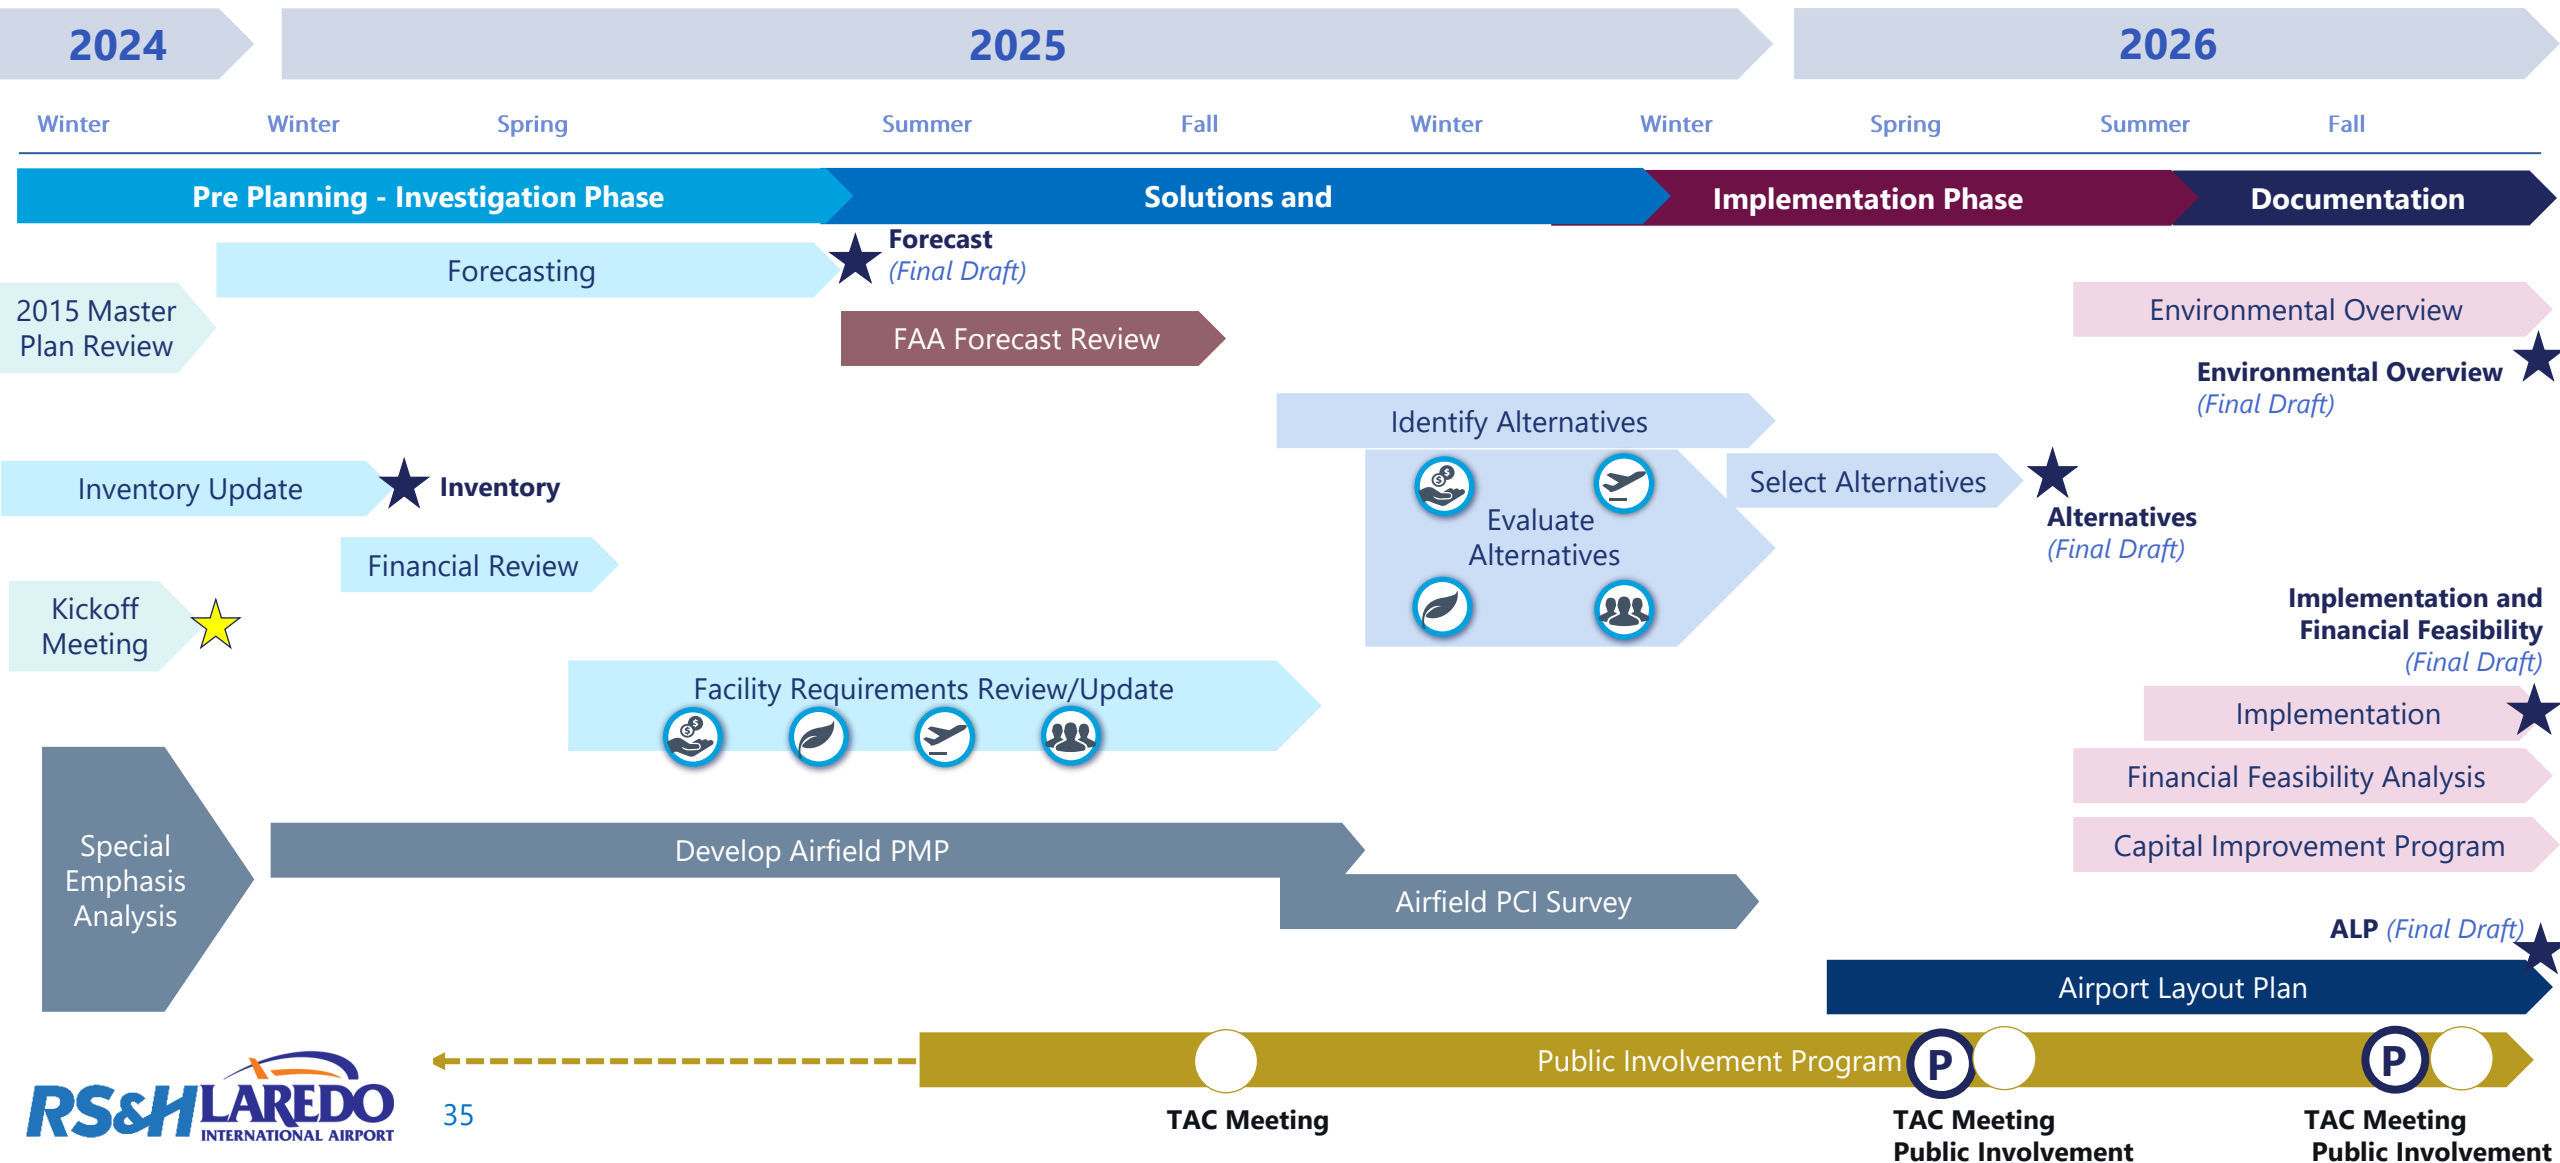 2024
2025
2026
Winter
Winter
Spring
Summer
Fall
Winter
Winter
Spring
Summer
Fall
Pre Planning - Investigation Phase
Solutions and
Implementation Phase
Documentation
Forecasting
Forecast
(Final Draft)
2015 Master
Plan Review
FAA Forecast Review
Environmental Overview
Environmental Overview
(Final Draft)
Identify Alternatives
Inventory Update
Inventory
Evaluate
Alternatives
Select Alternatives
Alternatives
(Final Draft)
Financial Review
Kickoff
Meeting
Implementation and
Financial Feasibility
(Final Draft)
Facility Requirements Review/Update
Implementation
Financial Feasibility Analysis
Special
Emphasis
Analysis
Develop Airfield PMP
Capital Improvement Program
Airfield PCI Survey
ALP (Final Draft)
Airport Layout Plan
Public Involvement Program
P
P
TAC Meeting
TAC Meeting
Public Involvement
TAC Meeting
Public Involvement
RS&H
LAREDO
INTERNATIONAL AIRPORT
35